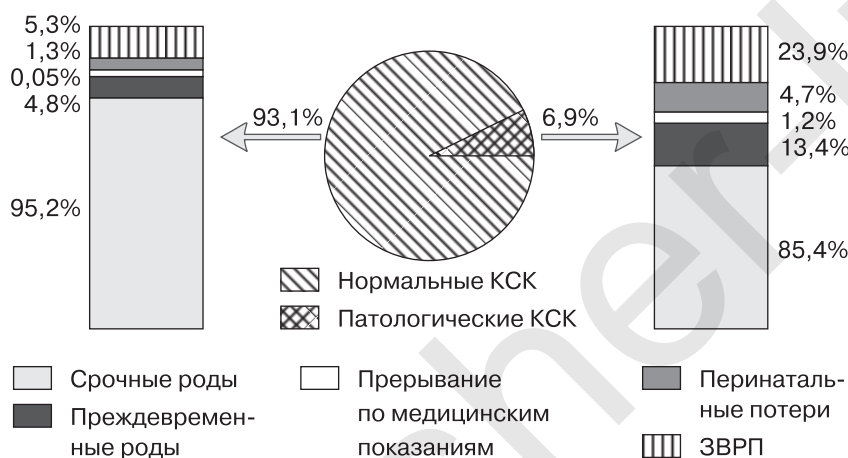 5,3%
1,3%
0,05%
4,8%
95,2%
93,1%
6,9%
23,9%
4,7%
1,2%
13,4%
85,4%
Нормальные КСК
Патологические КСК
Срочные роды
Преждевремен-
ные роды
Прерывание
по медицинским
показаниям
Перинаталь-
ные потери
ЗВРП